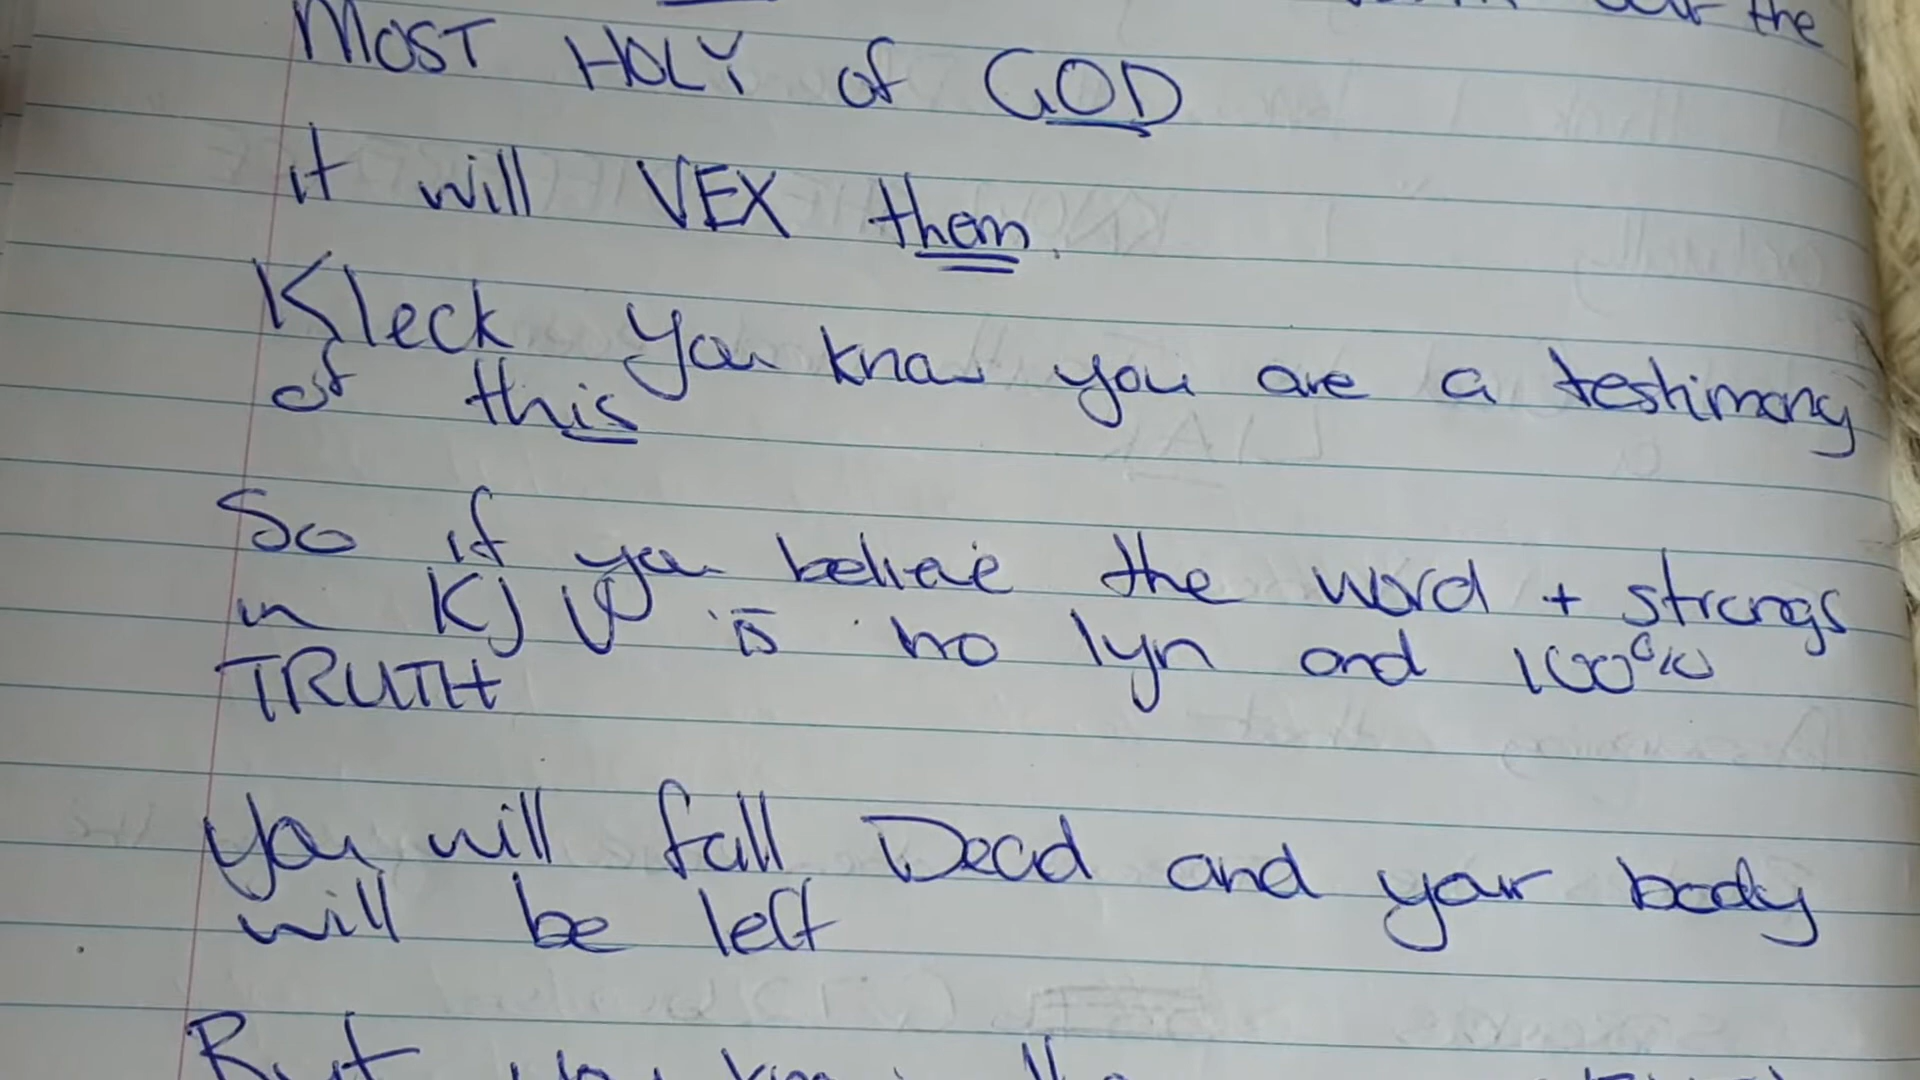 the
MOST HOLY of GOD
it will VEX them.
Kleck you know you are a testimony
of this
So if you believe the word + strongs
in KJV is no lyn and 100%
TRUTH
You will fall Dead and your body
will be left
But you